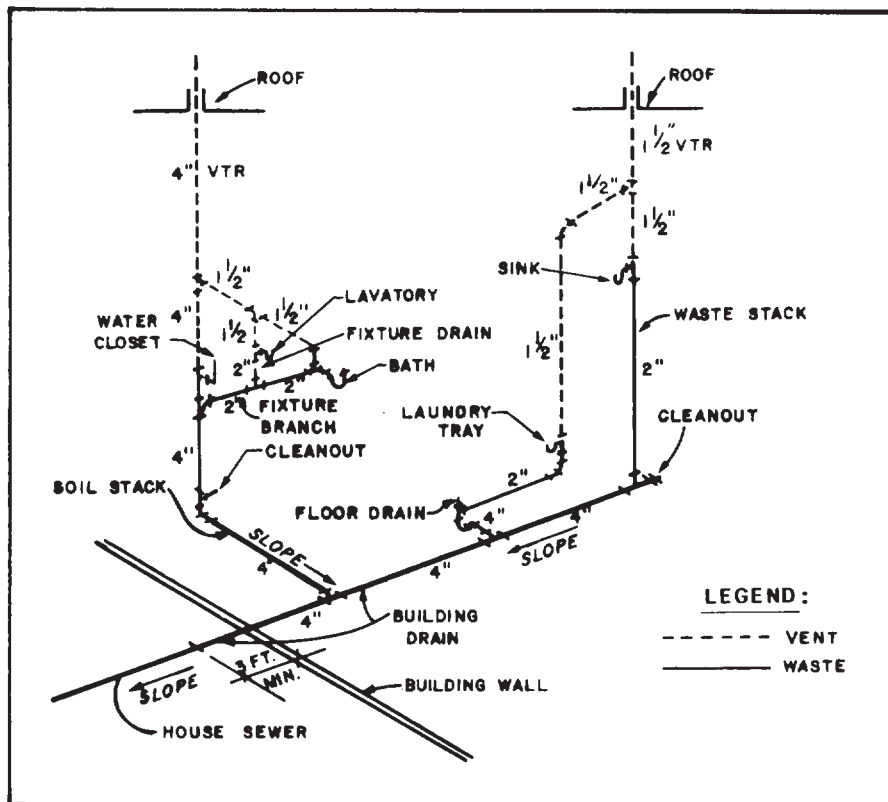 ROOF
ROOF
4" VTR
1 1/2" VTR
1 1/2"
1 1/2"
1 1/2"
SINK
1 1/2"
LAVATORY
WATER
CLOSET
4"
1 1/2
FIXTURE DRAIN
WASTE STACK
1 1/2"
2"
2"
BATH
2"
2"
FIXTURE
BRANCH
LAUNDRY
TRAY
CLEANOUT
4"
CLEANOUT
SOIL STACK
2"
FLOOR DRAIN
4"
4"
SLOPE
SLOPE
4"
4"
4"
BUILDING
DRAIN
LEGEND:
VENT
WASTE
3 FT.
MIN.
SLOPE
BUILDING WALL
HOUSE SEWER